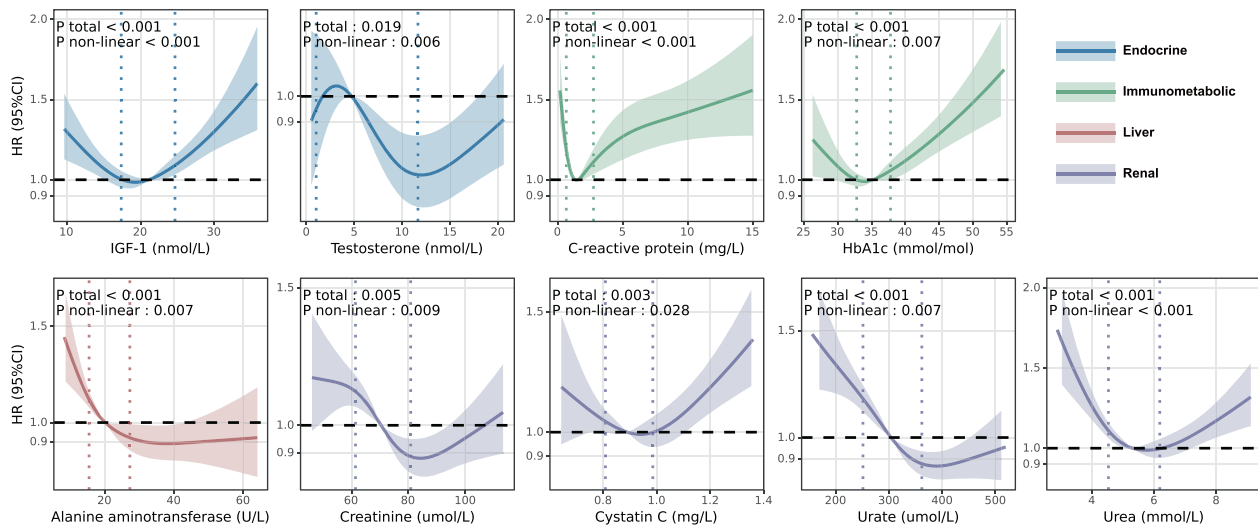 HR (95%CI)
2.0
1.5
1.0
0.9
P total < 0.001
P non-linear < 0.001
10
20
30
IGF-1 (nmol/L)
1.0
0.9
P total : 0.019
P non-linear : 0.006
0
5
10
15
20
Testosterone (nmol/L)
2.0
1.5
1.0
0.9
P total < 0.001
P non-linear < 0.001
0
5
10
15
C-reactive protein (mg/L)
2.0
1.5
1.0
0.9
P total < 0.001
P non-linear : 0.007
25
30
35
40
45
50
55
HbA1c (mmol/mol)
Endocrine
Immunometabolic
Liver
Renal
HR (95%CI)
1.5
1.0
0.9
P total < 0.001
P non-linear : 0.007
20
40
60
Alanine aminotransferase (U/L)
1.5
1.0
0.9
P total : 0.005
P non-linear : 0.009
60
80
100
Creatinine (umol/L)
1.5
1.0
0.9
P total : 0.003
P non-linear : 0.028
0.8
1.0
1.2
1.4
Cystatin C (mg/L)
1.5
1.0
0.9
P total < 0.001
P non-linear : 0.007
200
300
400
500
Urate (umol/L)
2.0
1.5
1.0
0.9
P total < 0.001
P non-linear < 0.001
4
6
8
Urea (mmol/L)